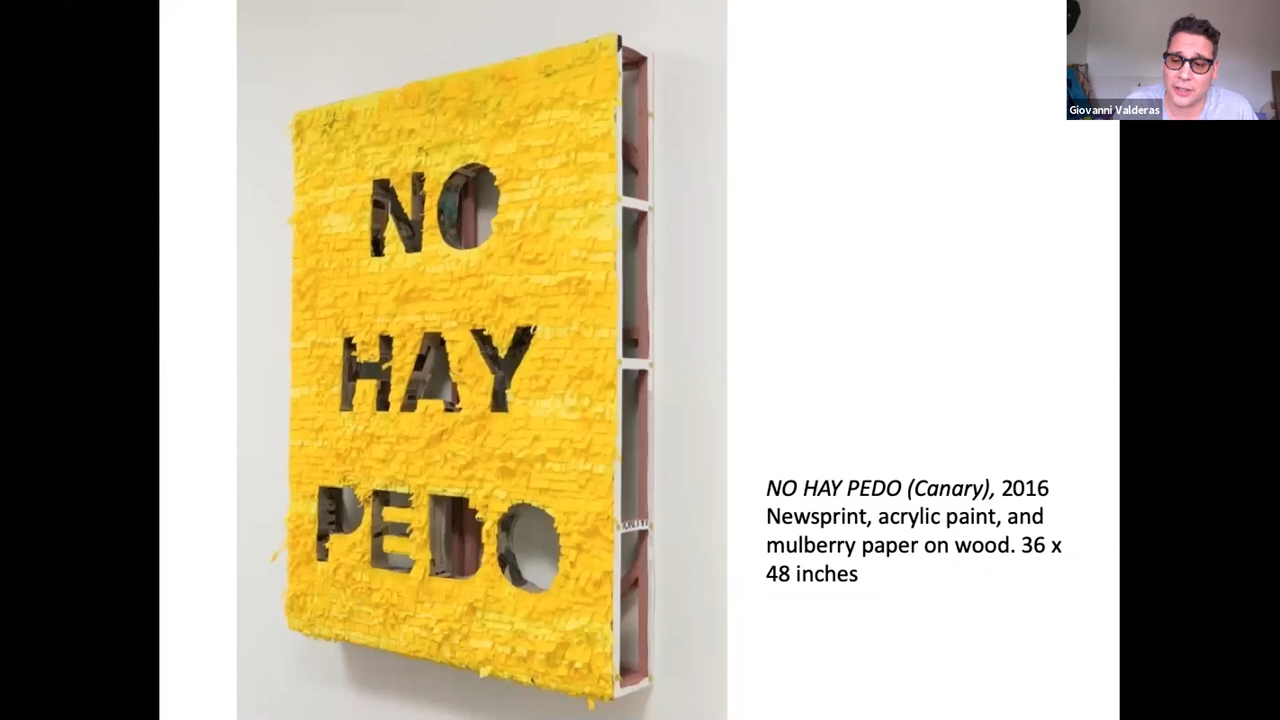 Giovanni Valderas
NO
HAY
PEDO
NO HAY PEDO (Canary), 2016
Newsprint, acrylic paint, and
mulberry paper on wood. 36 x
48 inches